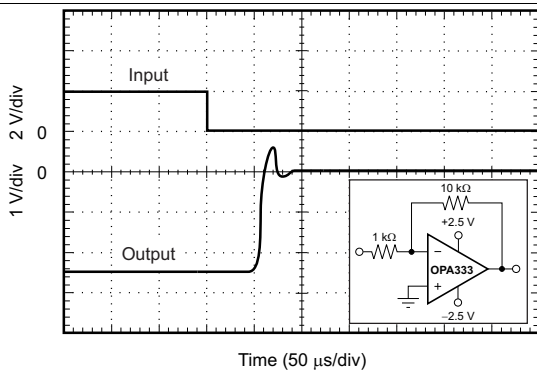 Input
2 V/div
0
1 V/div
0
Output
10 kΩ
+2.5 V
1 kΩ
−
OPA333
+
−2.5 V
Time (50 μs/div)